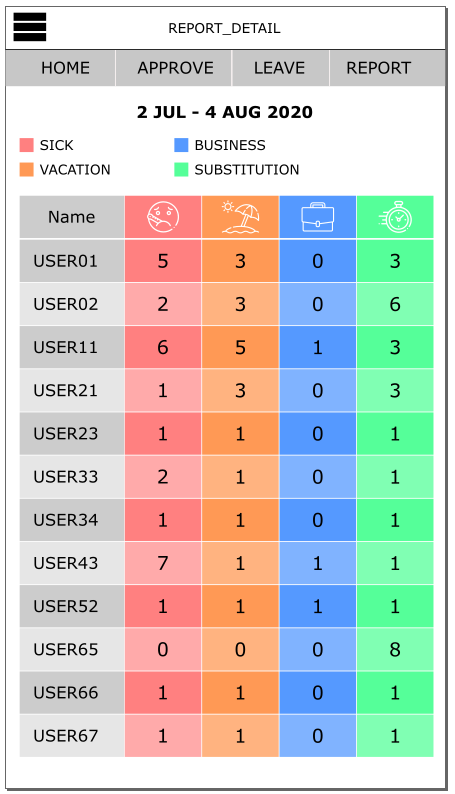 REPORT_DETAIL
HOME APPROVE LEAVE REPORT
2 JUL - 4 AUG 2020
SICK BUSINESS
VACATION SUBSTITUTION
Name
USER01 5 3 0 3
USER02 2 3 0 6
USER11 6 5 1 3
USER21 1 3 0 3
USER23 1 1 0 1
USER33 2 1 0 1
USER34 1 1 0 1
USER43 7 1 1 1
USER52 1 1 1 1
USER65 0 0 0 8
USER66 1 1 0 1
USER67 1 1 0 1